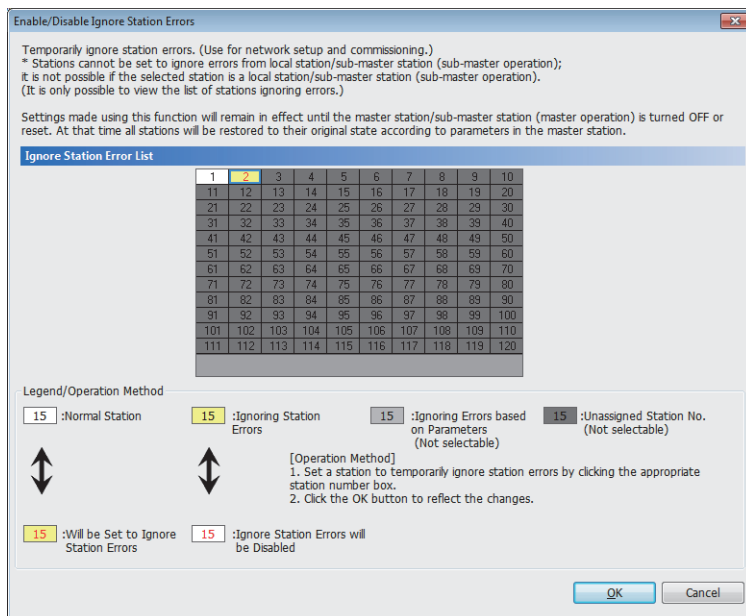 Enable/Disable Ignore Station Errors
Temporarily ignore station errors. (Use for network setup and commissioning.)
* Stations cannot be set to ignore errors from local station/sub-master station (sub-master operation);
it is not possible if the selected station is a local station/sub-master station (sub-master operation).
(It is only possible to view the list of stations ignoring errors.)
Settings made using this function will remain in effect until the master station/sub-master station (master operation) is turned OFF or
reset. At that time all stations will be restored to their original state according to parameters in the master station.
Ignore Station Error List
1 2 3 4 5 6 7 8 9 10
11 12 13 14 15 16 17 18 19 20
21 22 23 24 25 26 27 28 29 30
31 32 33 34 35 36 37 38 39 40
41 42 43 44 45 46 47 48 49 50
51 52 53 54 55 56 57 58 59 60
61 62 63 64 65 66 67 68 69 70
71 72 73 74 75 76 77 78 79 80
81 82 83 84 85 86 87 88 89 90
91 92 93 94 95 96 97 98 99 100
101 102 103 104 105 106 107 108 109 110
111 112 113 114 115 116 117 118 119 120
Legend/Operation Method
15 :Normal Station
15 :Ignoring Station
Errors
15 :Ignoring Errors based
on Parameters
(Not selectable)
15 :Unassigned Station No.
(Not selectable)
[Operation Method]
1. Set a station to temporarily ignore station errors by clicking the appropriate
station number box.
2. Click the OK button to reflect the changes.
15 :Will be Set to Ignore
Station Errors
15 :Ignore Station Errors will
be Disabled
OK Cancel